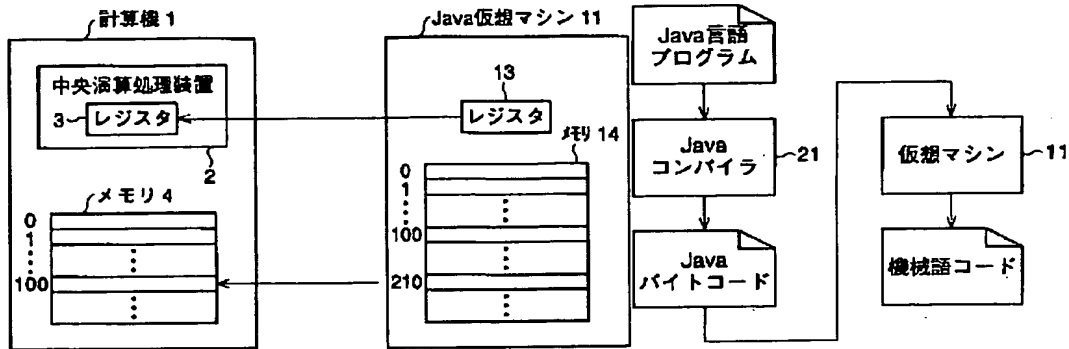 計算機 1
中央演算処理装置
3
レジスタ
2
メモリ 4
0
1
100
Java仮想マシン 11
13
レジスタ
メモリ 14
0
1
100
210
Java言語
プログラム
Java
コンパイラ
21
Java
バイトコード
仮想マシン
11
機械語コード